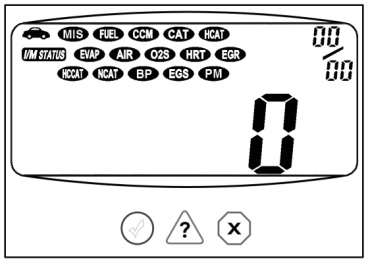 MIS FUEL CCM CAT HCAT 00
I/M STATUS EVAP AIR O2S HRT EGR / 00
HCCAT NCAT BP EGS PM
0
? X